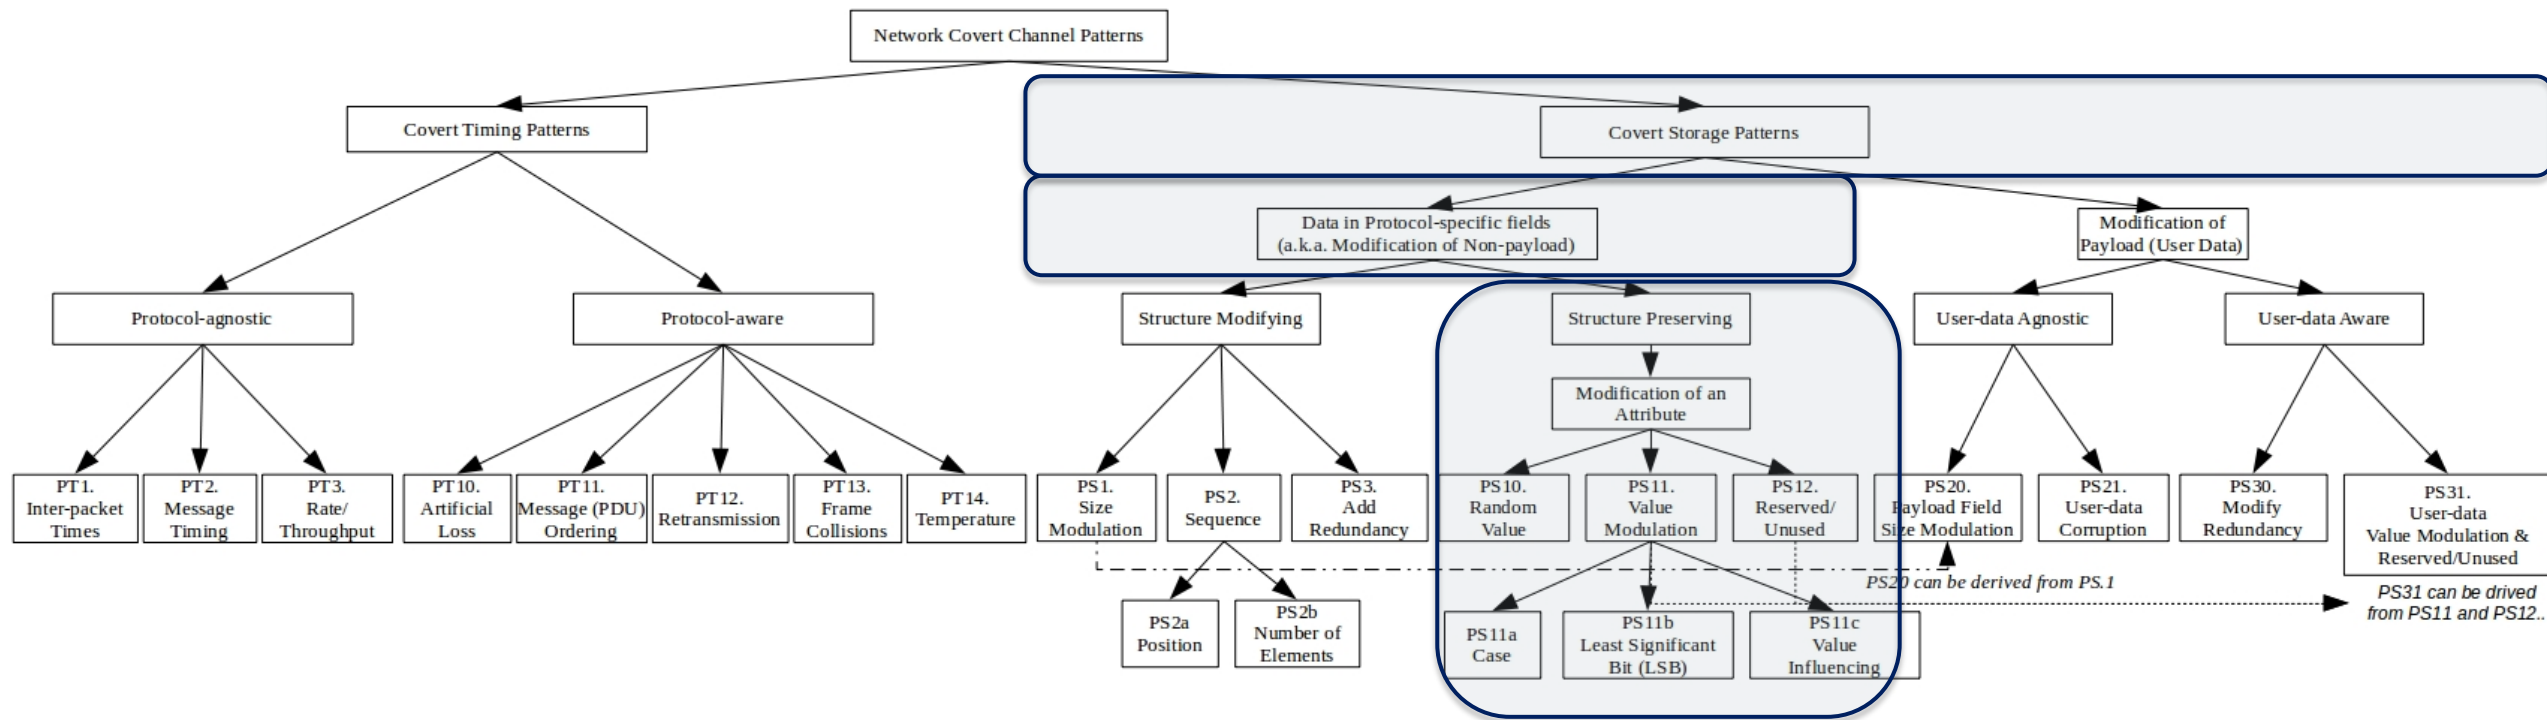 Network Covert Channel Patterns
Covert Timing Patterns
Covert Storage Patterns
Data in Protocol-specific fields
(a.k.a. Modification of Non-payload)
Modification of
Payload (User Data)
Protocol-agnostic
Protocol-aware
Structure Modifying
Structure Preserving
User-data Agnostic
User-data Aware
Modification of an
Attribute
PT1.
Inter-packet
Times
PT2.
Message
Timing
PT3.
Rate/
Throughput
PT10.
Artificial
Loss
PT11.
Message (PDU)
Ordering
PT12.
Retransmission
PT13.
Frame
Collisions
PT14.
Temperature
PS1.
Size
Modulation
PS2.
Sequence
PS3.
Add
Redundancy
PS10.
Random
Value
PS11.
Value
Modulation
PS12.
Reserved/
Unused
PS20.
Payload Field
Size Modulation
PS21.
User-data
Corruption
PS30.
Modify
Redundancy
PS31.
User-data
Value Modulation &
Reserved/Unused
PS20 can be derived from PS.1
PS31 can be drived
from PS11 and PS12..
PS2a
Position
PS2b
Number of
Elements
PS11a
Case
PS11b
Least Significant
Bit (LSB)
PS11c
Value
Influencing